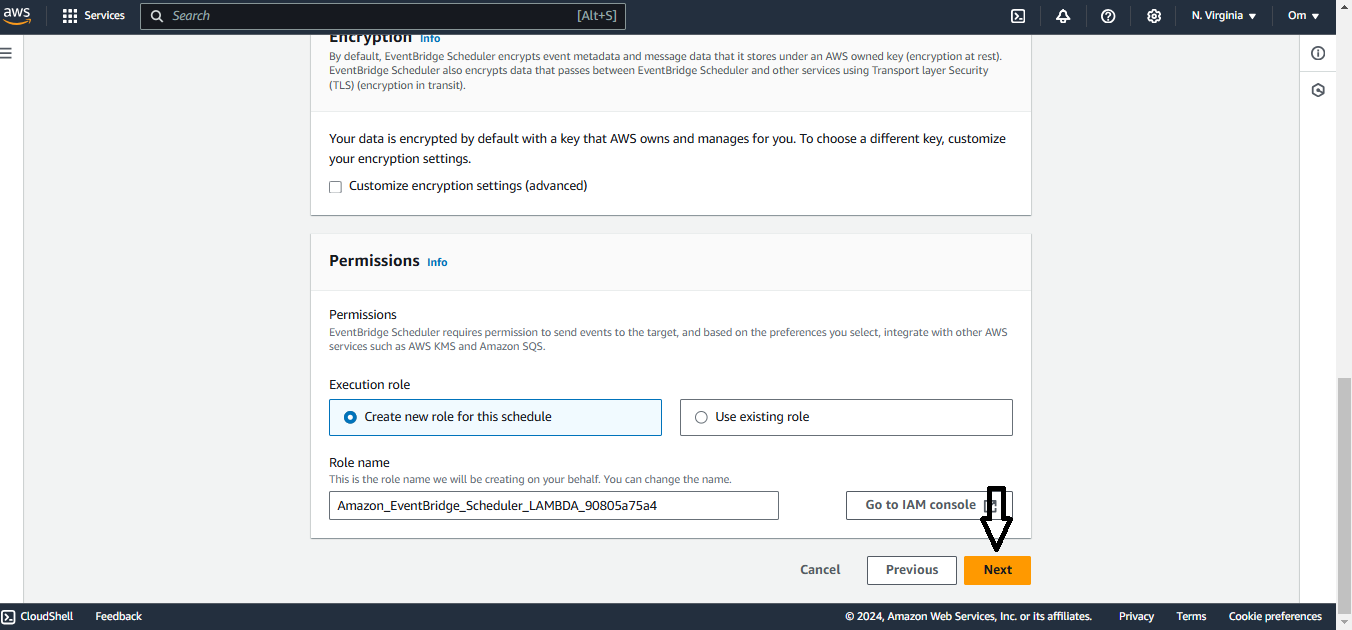 aws
Services
Search
[Alt+S]
N. Virginia
Om
Encryption Info
By default, EventBridge Scheduler encrypts event metadata and message data that it stores under an AWS owned key (encryption at rest).
EventBridge Scheduler also encrypts data that passes between EventBridge Scheduler and other services using Transport layer Security
(TLS) (encryption in transit).
Your data is encrypted by default with a key that AWS owns and manages for you. To choose a different key, customize
your encryption settings.
Customize encryption settings (advanced)
Permissions Info
Permissions
EventBridge Scheduler requires permission to send events to the target, and based on the preferences you select, integrate with other AWS
services such as AWS KMS and Amazon SQS.
Execution role
Create new role for this schedule
Use existing role
Role name
This is the role name we will be creating on your behalf. You can change the name.
Amazon_EventBridge_Scheduler_LAMBDA_90805a75a4
Go to IAM console
Cancel
Previous
Next
CloudShell
Feedback
© 2024, Amazon Web Services, Inc. or its affiliates.
Privacy
Terms
Cookie preferences